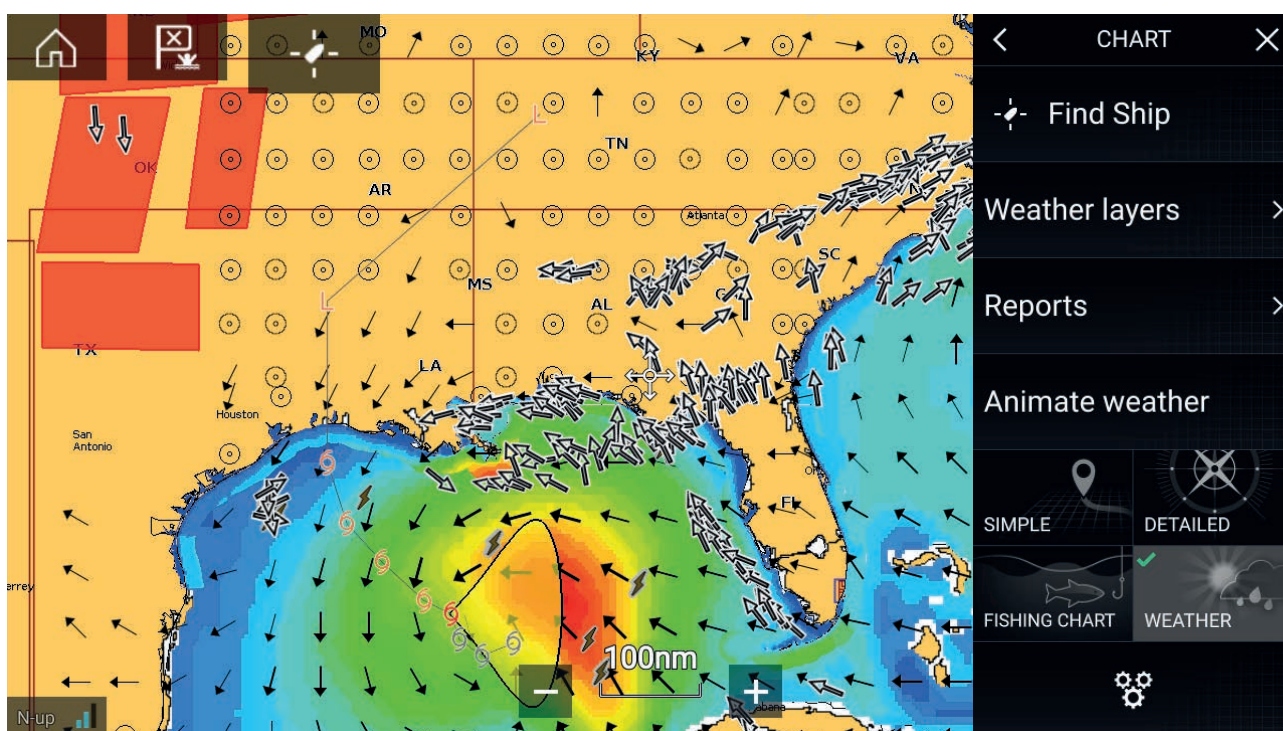 MO
KY
VA
TN
OK
AR
Atlanta
SC
MS
AL
TX
LA
Houston
San
Antonio
FL
errey
100nm
N-up
CHART
Find Ship
Weather layers
Reports
Animate weather
SIMPLE
DETAILED
FISHING CHART
WEATHER